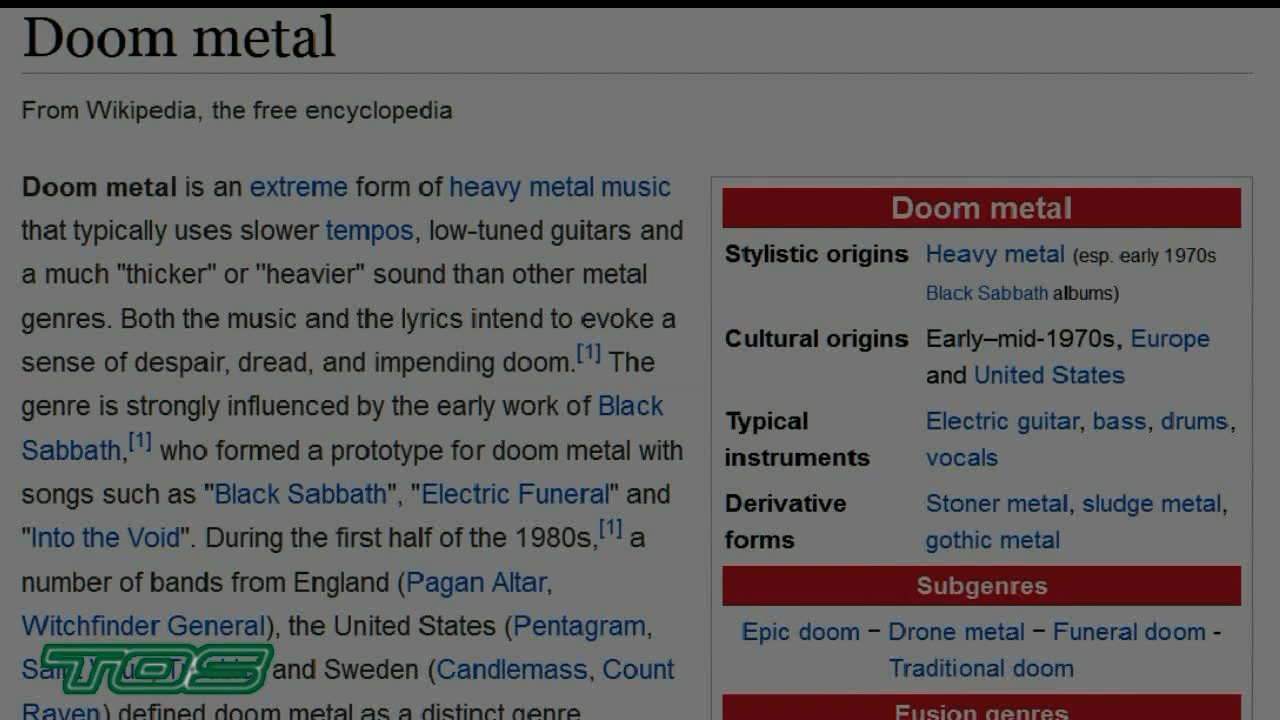 Doom metal
From Wikipedia, the free encyclopedia
Doom metal is an extreme form of heavy metal music
that typically uses slower tempos, low-tuned guitars and
a much "thicker" or "heavier" sound than other metal
genres. Both the music and the lyrics intend to evoke a
sense of despair, dread, and impending doom.[1] The
genre is strongly influenced by the early work of Black
Sabbath,[1] who formed a prototype for doom metal with
songs such as "Black Sabbath", "Electric Funeral" and
"Into the Void". During the first half of the 1980s,[1] a
number of bands from England (Pagan Altar,
Witchfinder General), the United States (Pentagram,
and Sweden (Candlemass, Count
Raven) defined doom metal as a distinct genre.
TOS
Doom metal
Stylistic origins Heavy metal (esp. early 1970s
Black Sabbath albums)
Cultural origins Early–mid-1970s, Europe
and United States
Typical Electric guitar, bass, drums,
instruments vocals
Derivative Stoner metal, sludge metal,
forms gothic metal
Subgenres
Epic doom – Drone metal – Funeral doom -
Traditional doom
Fusion genres